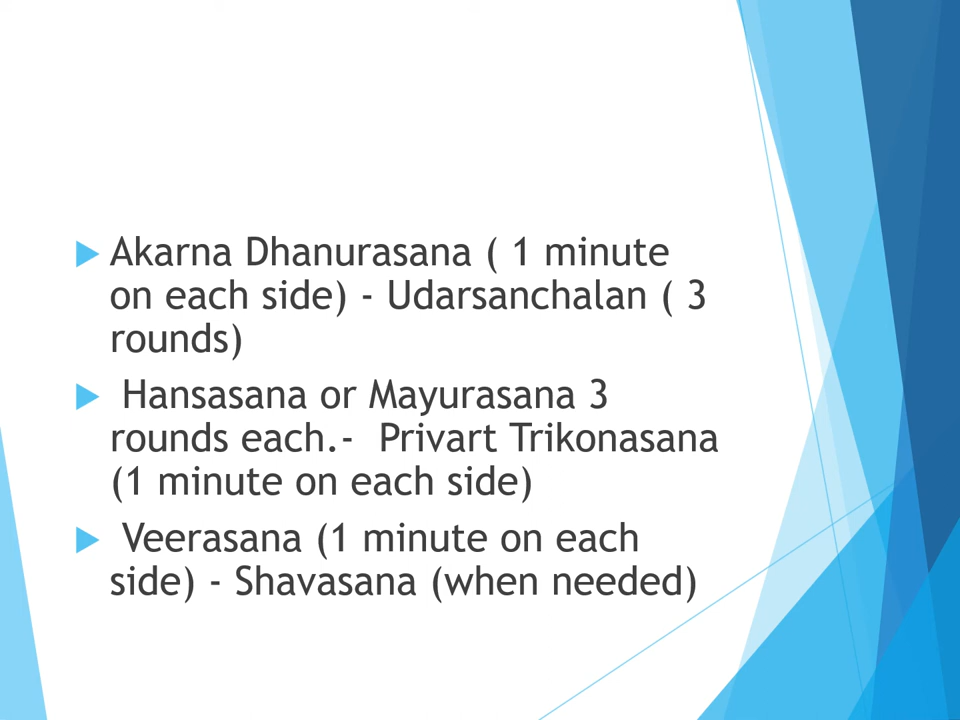 Akarna Dhanurasana ( 1 minute
on each side) - Udarsanchalan ( 3
rounds)
Hansasana or Mayurasana 3
rounds each.- Privart Trikonasana
(1 minute on each side)
Veerasana (1 minute on each
side) - Shavasana (when needed)